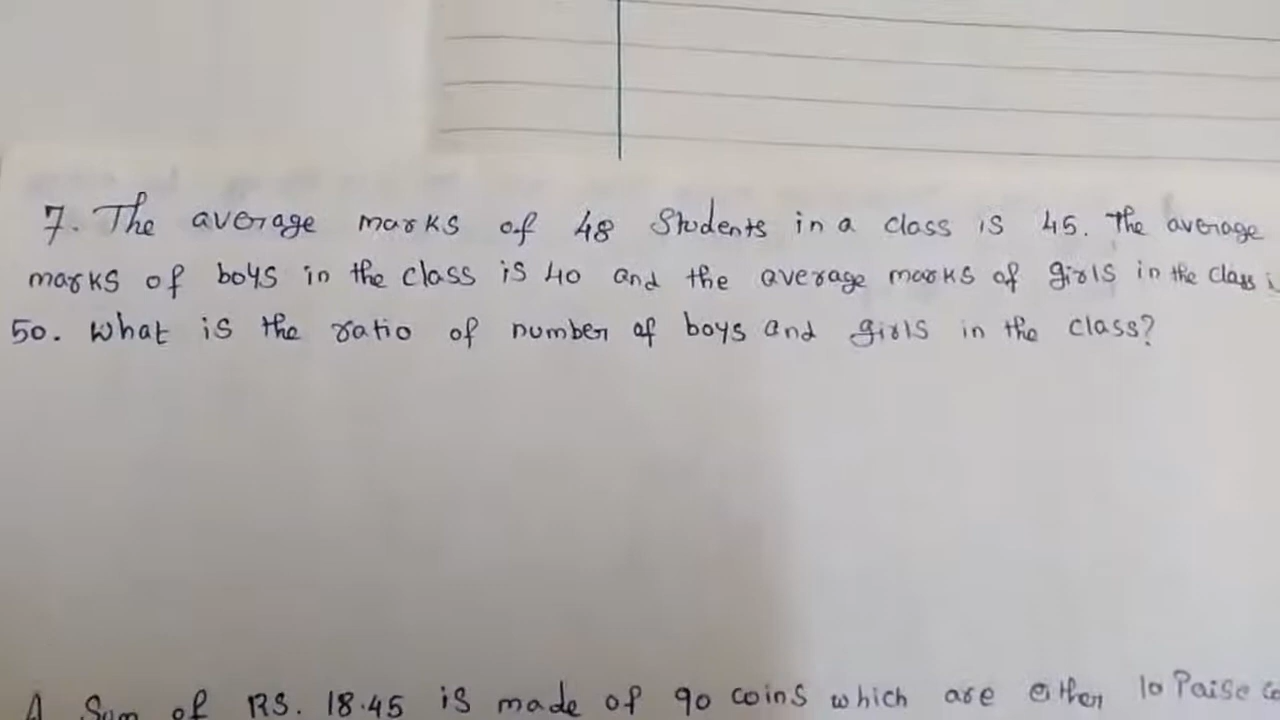 7. The average marks of 48 Students in a class is 45. The average
marks of boys in the class is 40 and the average marks of girls in the class i
50. What is the ratio of number of boys and girls in the class?
A Sum of RS. 18.45 is made of 90 coins which are either 10 Paise